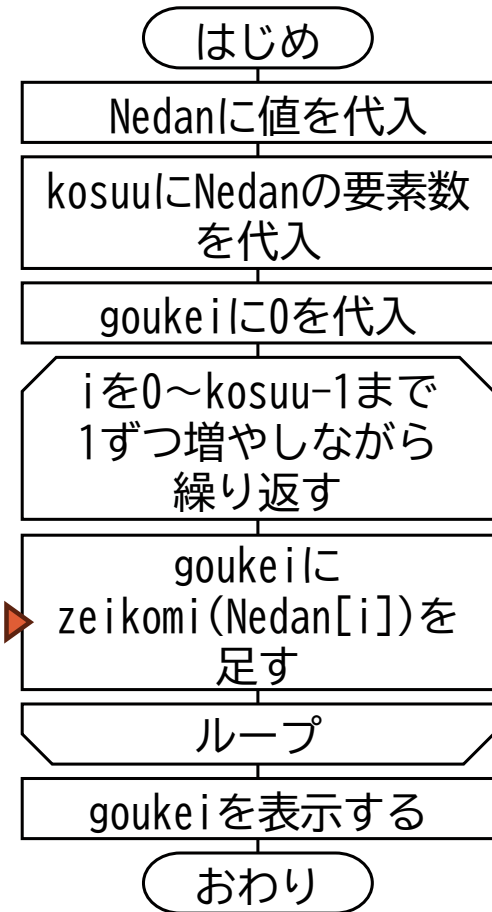 はじめ
Nedanに値を代入
kosuuにNedanの要素数
を代入
goukeiに0を代入
iを0～kosuu-1まで
1ずつ増やしながら
繰り返す
goukeiに
zeikomi(Nedan[i])を
足す
ループ
goukeiを表示する
おわり